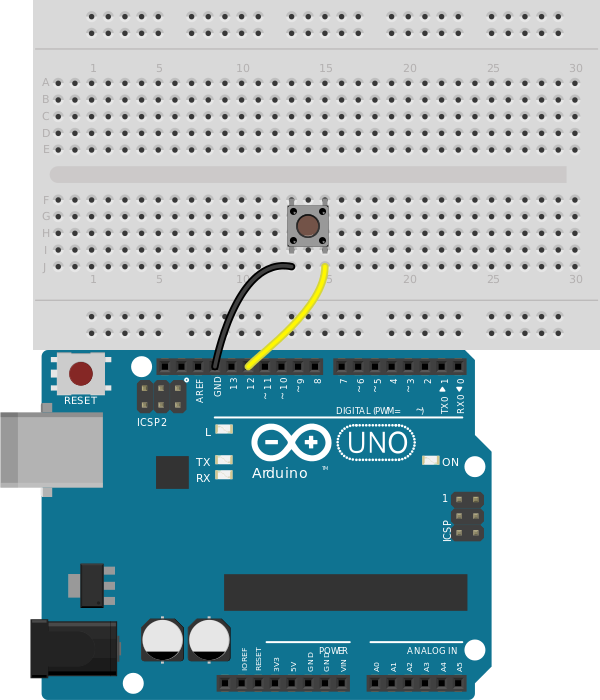 1 5 10 15 20 25 30
A
B
C
D
E
F
G
H
I
J
1 5 10 15 20 25 30
RESET
ICSP2
AREF
GND
13
12
~11
~10
~9
8
7
~6
~5
4
~3
2
TX0 1
RX0 0
DIGITAL (PWM= ~)
L
TX
RX
Arduino
TM
UNO
ON
1
ICSP
POWER
ANALOG IN
IOREF
RESET
3V3
5V
GND
GND
VIN
A0
A1
A2
A3
A4
A5